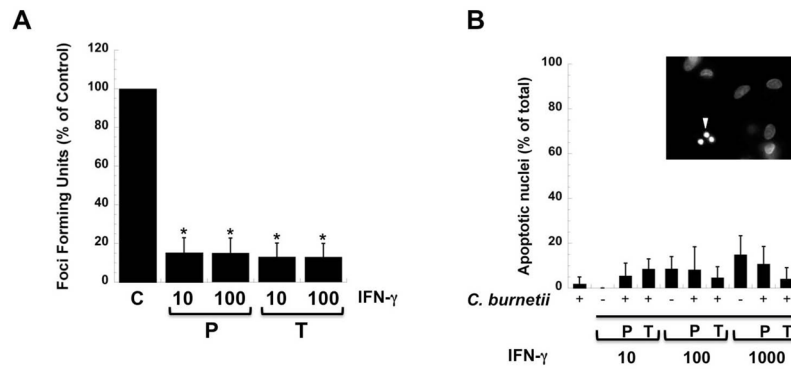 A
Foci Forming Units (% of Control)
120
100
80
60
40
20
0
* * * *
C 10 100 10 100 IFN-γ
P T
B
Apoptotic nuclei (% of total)
100
80
60
40
20
0
C. burnetii + - + + - + + - + +
P T P T P T
IFN-γ 10 100 1000